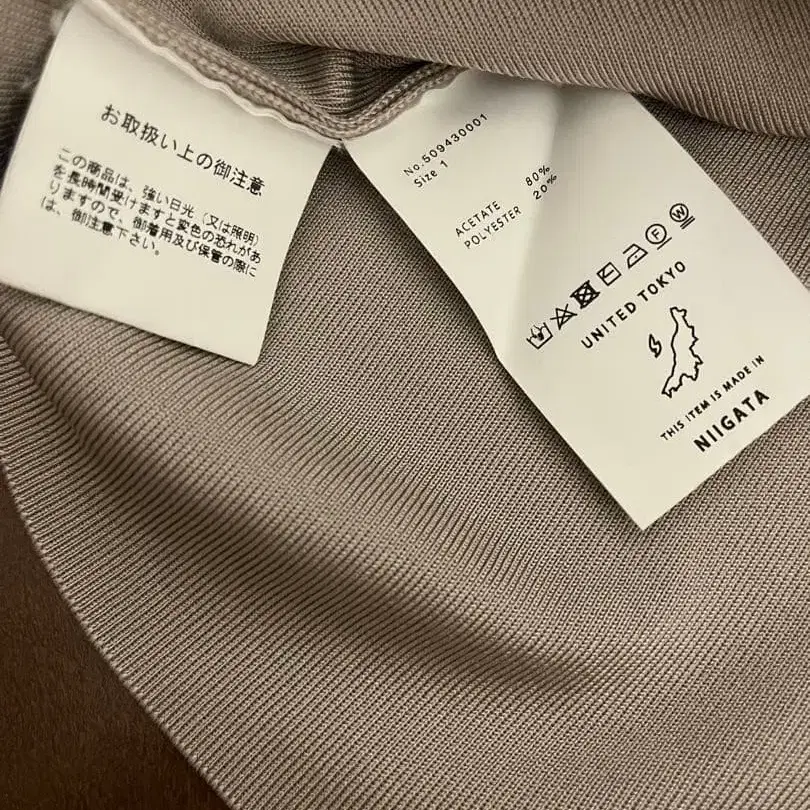 お取扱い上の御注意
この商品は、強い日光（又は照明）
を長時間受けますと変色の恐れがあ
りますので、御着用及び保管の際に
は、御注意下さい。
No.509430001
Size 1
ACETATE 80%
POLYESTER 20%
F W
UNITED TOKYO
THIS ITEM IS MADE IN
NIIGATA